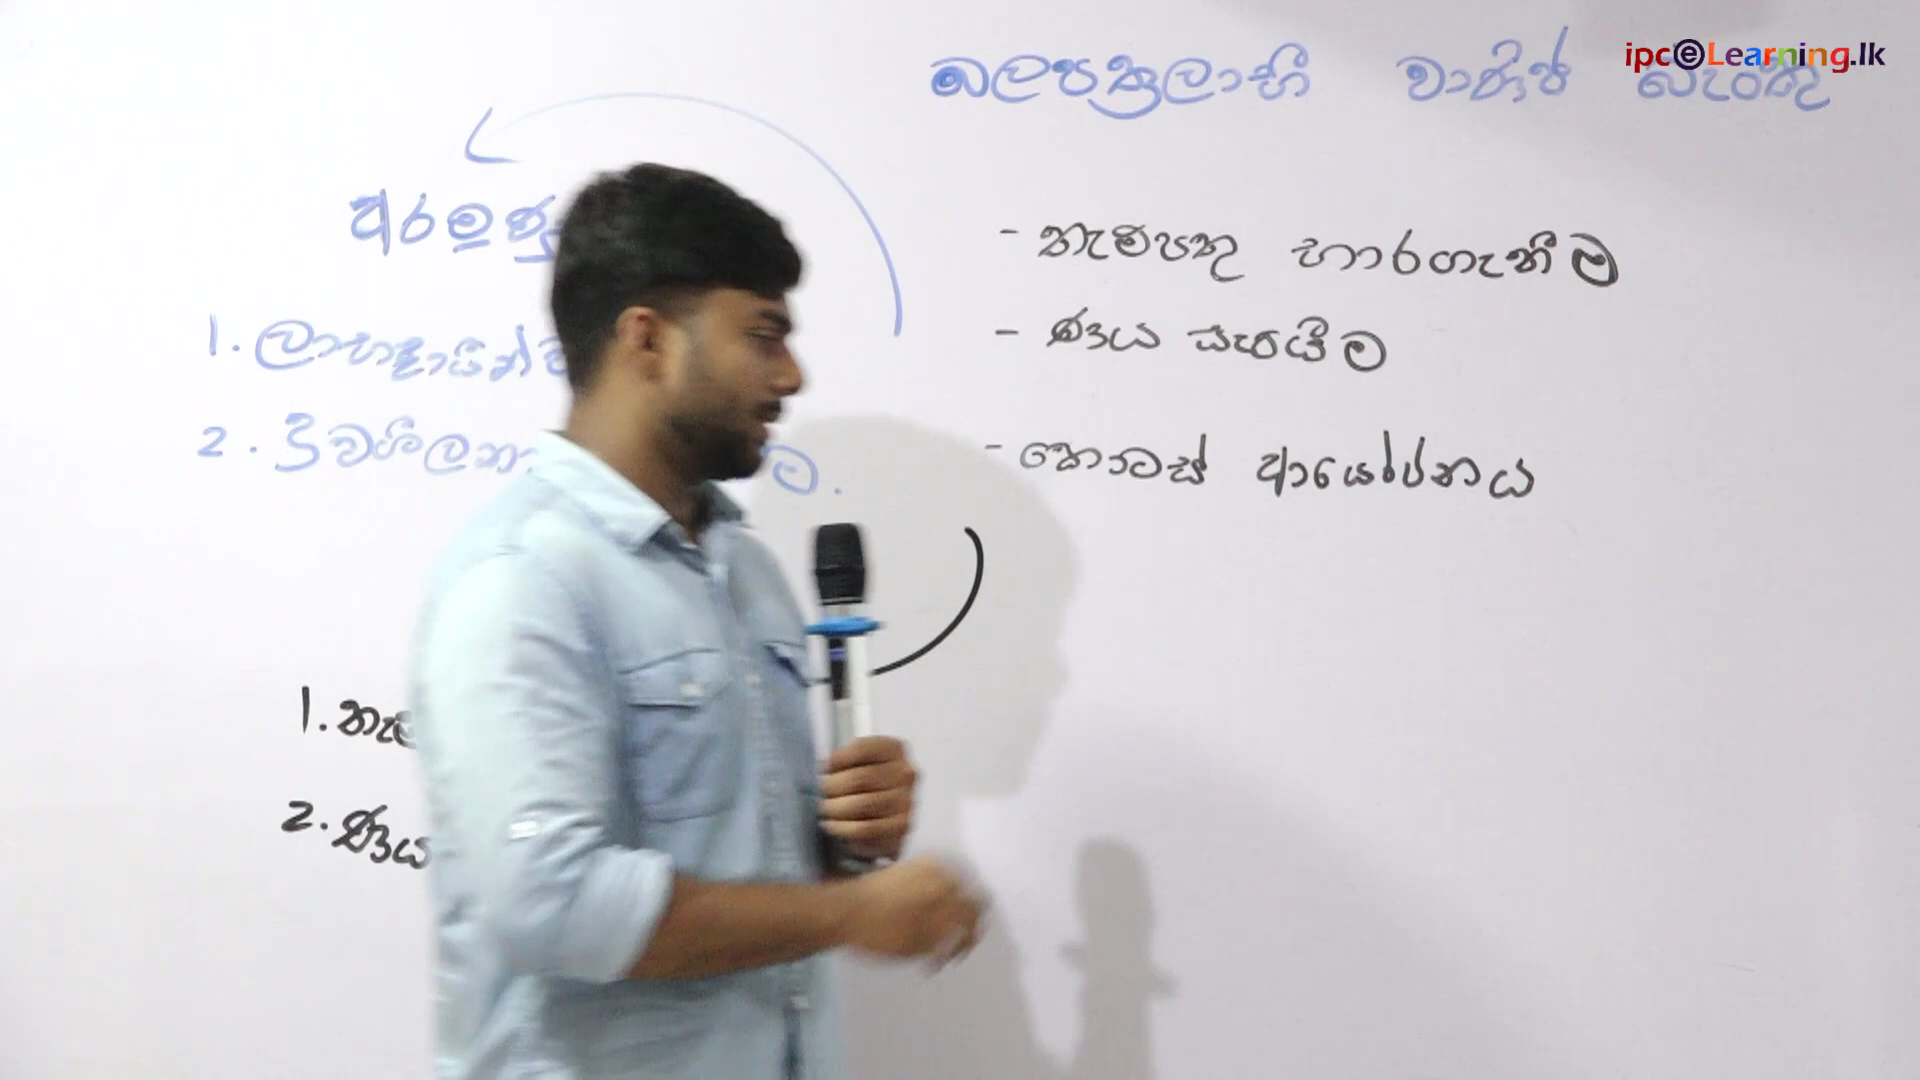 ipc eLearning.lk
බලපත්‍රලාභී වාණිජ බැංකු
අරමුණු
1. ලාභදායීත්ව
2. ද්‍රවශීලතා ම.
- තැම්පතු භාරගැනීම
- ණය සැපයීම
- කොටස් ආයෝජනය
1. තැම
2. ණය